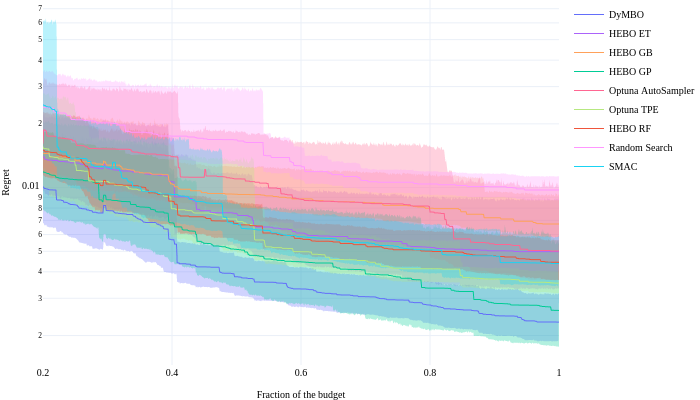 7
6
5
4
3
2
0.01
9
8
7
6
5
4
3
2
Regret
0.2
0.4
0.6
0.8
1
Fraction of the budget
DyMBO
HEBO ET
HEBO GB
HEBO GP
Optuna AutoSampler
Optuna TPE
HEBO RF
Random Search
SMAC